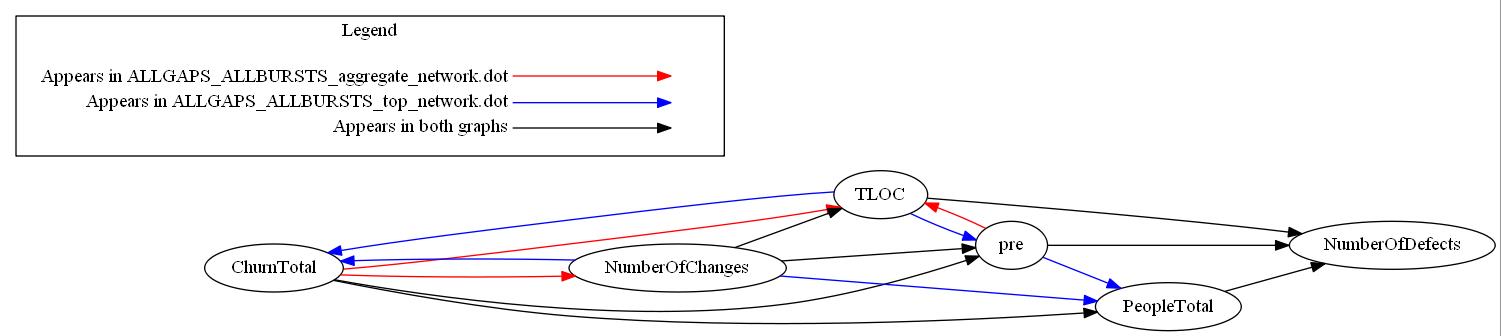 Legend
Appears in ALLGAPS_ALLBURSTS_aggregate_network.dot
Appears in ALLGAPS_ALLBURSTS_top_network.dot
Appears in both graphs
TLOC
pre
NumberOfDefects
ChurnTotal
NumberOfChanges
PeopleTotal